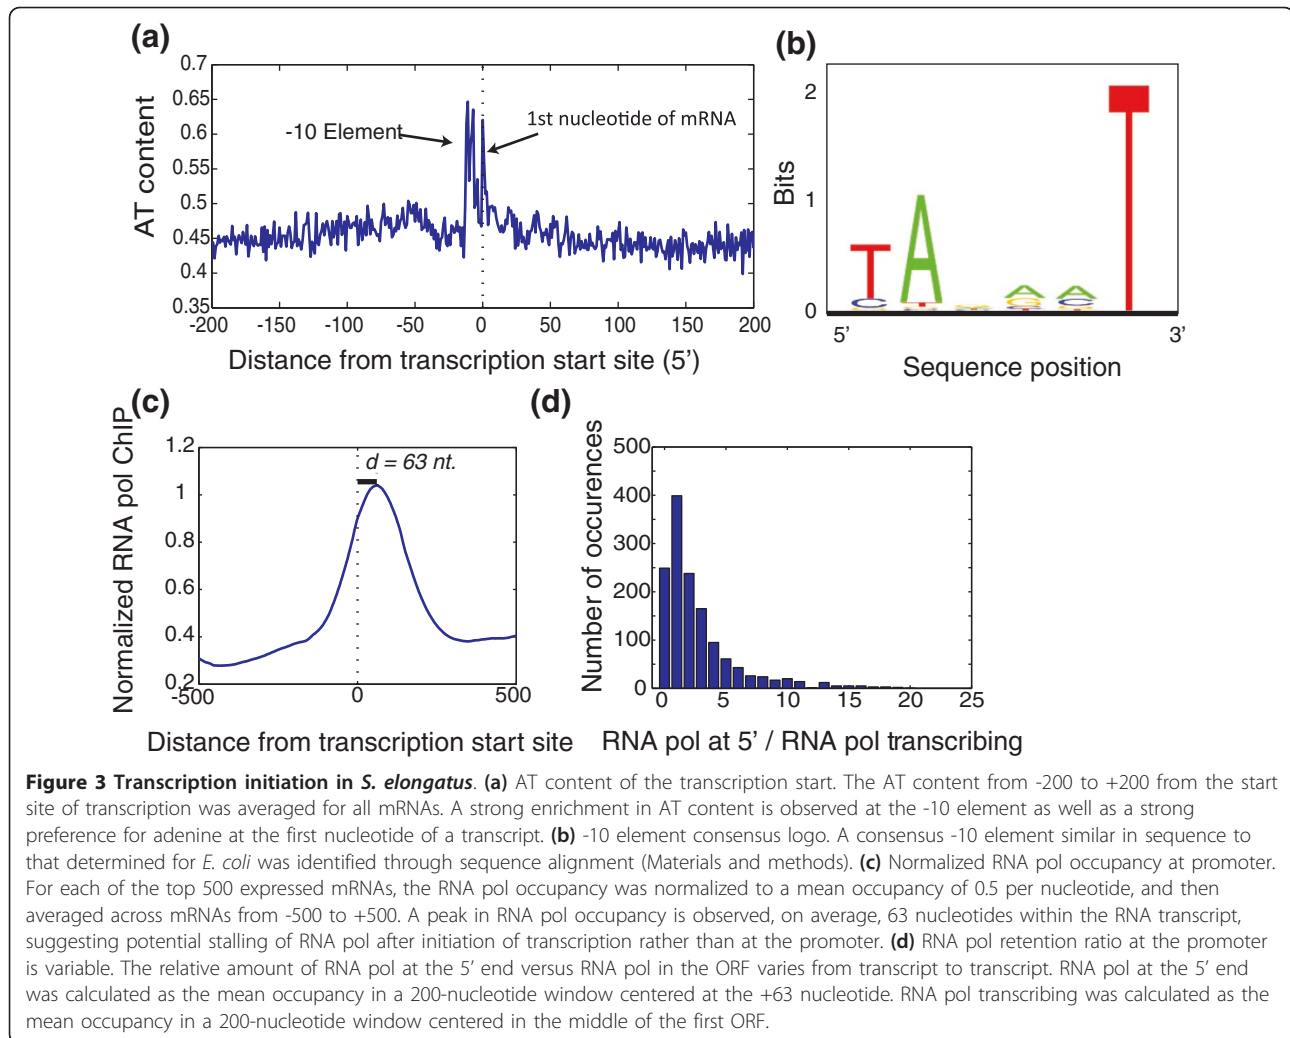 (a)
0.7
0.65
0.6
0.55
0.5
0.45
0.4
0.35
AT content
-10 Element
1st nucleotide of mRNA
-200 -150 -100 -50 0 50 100 150 200
Distance from transcription start site (5’)
(b)
2
1
0
Bits
T A A A T
C T G C
5’ 3’
Sequence position
(c)
1.2
1
0.8
0.6
0.4
0.2
Normalized RNA pol ChIP
d = 63 nt.
-500 0 500
Distance from transcription start site
(d)
500
400
300
200
100
0
Number of occurences
0 5 10 15 20 25
RNA pol at 5’ / RNA pol transcribing
Figure 3 Transcription initiation in S. elongatus. (a) AT content of the transcription start. The AT content from -200 to +200 from the start
site of transcription was averaged for all mRNAs. A strong enrichment in AT content is observed at the -10 element as well as a strong
preference for adenine at the first nucleotide of a transcript. (b) -10 element consensus logo. A consensus -10 element similar in sequence to
that determined for E. coli was identified through sequence alignment (Materials and methods). (c) Normalized RNA pol occupancy at promoter.
For each of the top 500 expressed mRNAs, the RNA pol occupancy was normalized to a mean occupancy of 0.5 per nucleotide, and then
averaged across mRNAs from -500 to +500. A peak in RNA pol occupancy is observed, on average, 63 nucleotides within the RNA transcript,
suggesting potential stalling of RNA pol after initiation of transcription rather than at the promoter. (d) RNA pol retention ratio at the promoter
is variable. The relative amount of RNA pol at the 5’ end versus RNA pol in the ORF varies from transcript to transcript. RNA pol at the 5’ end
was calculated as the mean occupancy in a 200-nucleotide window centered at the +63 nucleotide. RNA pol transcribing was calculated as the
mean occupancy in a 200-nucleotide window centered in the middle of the first ORF.